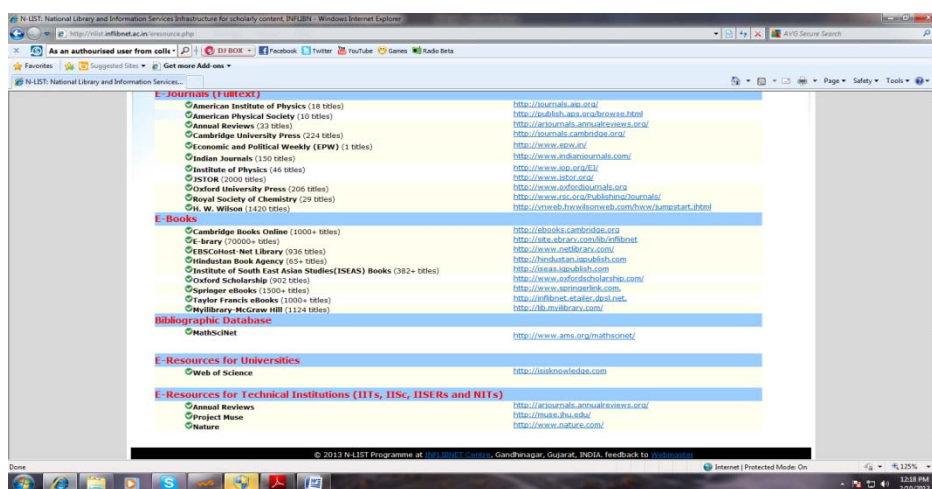 N-LIST: National Library and Information Services Infrastructure for scholarly content, INFLIBN - Windows Internet Explorer
http://nlist.inflibnet.ac.in/eresource.php
AVG Secure Search
As an authourised user from colle
DJ BOX
Facebook
Twitter
YouTube
Games
Radio Beta
Favorites
Suggested Sites
Get more Add-ons
N-LIST: National Library and Information Services...
Page
Safety
Tools
E-Journals (Fulltext)
American Institute of Physics (18 titles) http://journals.aip.org/
American Physical Society (10 titles) http://publish.aps.org/browse.html
Annual Reviews (33 titles) http://arjournals.annualreviews.org/
Cambridge University Press (224 titles) http://journals.cambridge.org/
Economic and Political Weekly (EPW) (1 titles) http://www.epw.in/
Indian Journals (150 titles) http://www.indianjournals.com/
Institute of Physics (46 titles) http://www.iop.org/EJ/
JSTOR (2000 titles) http://www.jstor.org/
Oxford University Press (206 titles) http://www.oxfordjournals.org
Royal Society of Chemistry (29 titles) http://www.rsc.org/Publishing/Journals/
H. W. Wilson (1420 titles) http://vnweb.hwwilsonweb.com/hww/jumpstart.jhtml
E-Books
Cambridge Books Online (1000+ titles) http://ebooks.cambridge.org
E-brary (70000+ titles) http://site.ebrary.com/lib/inflibnet
EBSCoHost-Net Library (936 titles) http://www.netlibrary.com/
Hindustan Book Agency (65+ titles) http://hindustan.igpublish.com
Institute of South East Asian Studies(ISEAS) Books (382+ titles) http://iseas.igpublish.com
Oxford Scholarship (902 titles) http://www.oxfordscholarship.com/
Springer eBooks (1500+ titles) http://www.springerlink.com.
Taylor Francis eBooks (1000+ titles) http://inflibnet.etailer.dpsl.net.
Myilibrary-McGraw Hill (1124 titles) http://lib.myilibrary.com/
Bibliographic Database
MathSciNet http://www.ams.org/mathscinet/
E-Resources for Universities
Web of Science http://isiknowledge.com
E-Resources for Technical Institutions (IITs, IISc, IISERs and NITs)
Annual Reviews http://arjournals.annualreviews.org/
Project Muse http://muse.jhu.edu/
Nature http://www.nature.com/
© 2013 N-LIST Programme at INFLIBNET Centre, Gandhinagar, Gujarat, INDIA. feedback to Webmaster
Done
Internet | Protected Mode: On
125%
12:18 PM